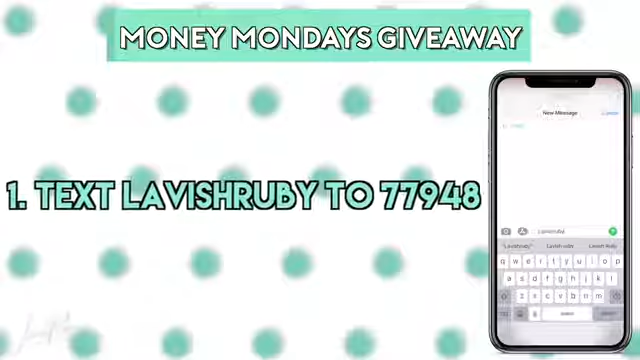 MONEY MONDAYS GIVEAWAY
New Message
1. TEXT LAVISHRUBY TO 77948
q w e r t y u i o p
a s d f g h j k l
z x c v b n m